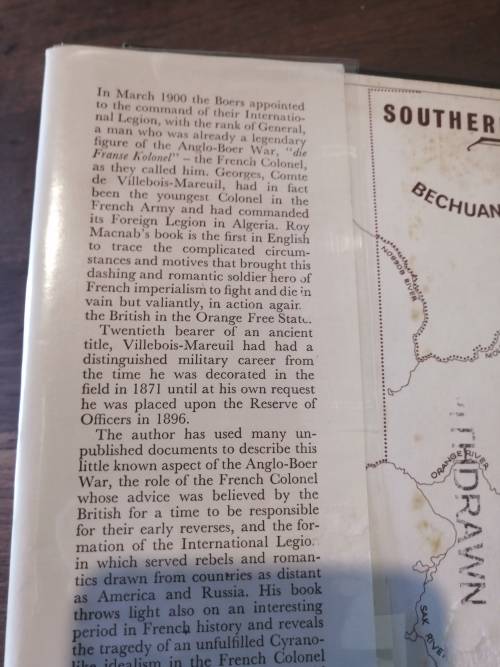 In March 1900 the Boers appointed
to the command of their Internatio-
nal Legion, with the rank of General,
a man who was already a legendary
figure of the Anglo-Boer War, "die
Franse Kolonel" – the French Colonel,
as they called him. Georges, Comte
de Villebois-Mareuil, had in fact
been the youngest Colonel in the
French Army and had commanded
its Foreign Legion in Algeria. Roy
Macnab's book is the first in English
to trace the complicated circum-
stances and motives that brought this
dashing and romantic soldier hero of
French imperialism to fight and die in
vain but valiantly, in action again
the British in the Orange Free State.
Twentieth bearer of an ancient
title, Villebois-Mareuil had had a
distinguished military career from
the time he was decorated in the
field in 1871 until at his own request
he was placed upon the Reserve of
Officers in 1896.
The author has used many un-
published documents to describe this
little known aspect of the Anglo-Boer
War, the role of the French Colonel
whose advice was believed by the
British for a time to be responsible
for their early reverses, and the for-
mation of the International Legio
in which served rebels and roman-
tics drawn from countries as distant
as America and Russia. His book
throws light also on an interesting
period in French history and reveals
the tragedy of an unfulfilled Cyrano-
like idealism in the French Colonel
SOUTHER
BECHUAN
NOSSOB RIVER
MO
ORANGE RIVER
THDRAWN
SAK RIVER